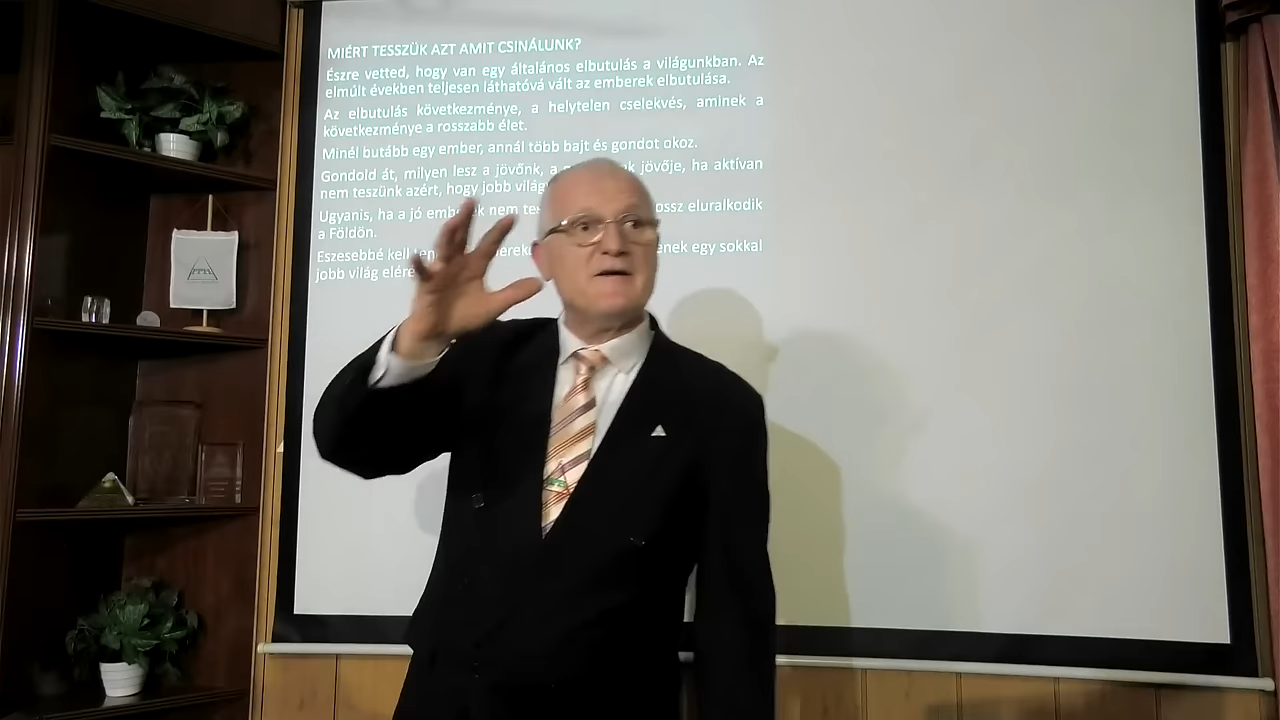 MIÉRT TESSZÜK AZT AMIT CSINÁLUNK?
Észre vetted, hogy van egy általános elbutulás a világunkban. Az
elmúlt években teljesen láthatóvá vált az emberek elbutulása.
Az elbutulás következménye, a helytelen cselekvés, aminek a
következménye a rosszabb élet.
Minél butább egy ember, annál több bajt és gondot okoz.
Gondold át, milyen lesz a jövőnk, a jövője, ha aktívan
nem teszünk azért, hogy jobb
Ugyanis, ha a jó nem eluralkodik
a Földön.
Eszesebbé kell egy sokkal
jobb világ